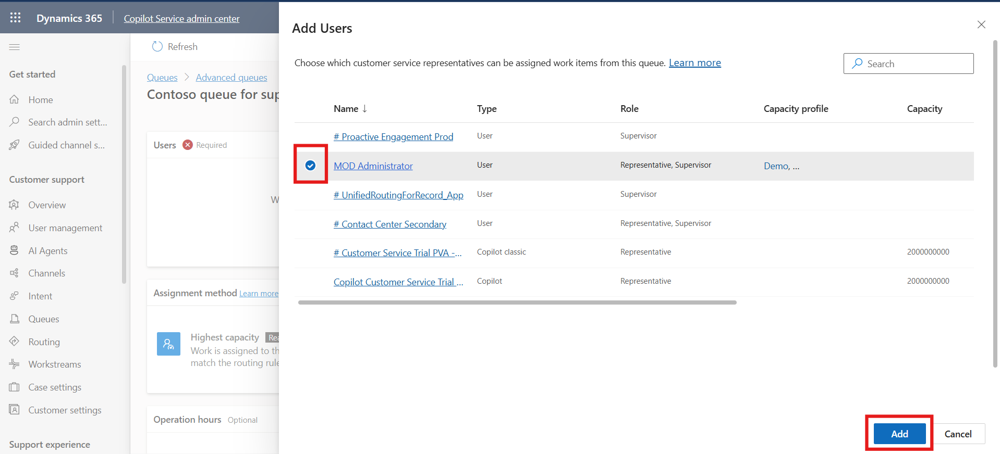 Dynamics 365
Copilot Service admin center
Get started
Home
Search admin sett...
Guided channel s...
Customer support
Overview
User management
AI Agents
Channels
Intent
Queues
Routing
Workstreams
Case settings
Customer settings
Support experience
Refresh
Queues > Advanced queues
Contoso queue for sup
Users Required
W
Assignment method Learn more
Highest capacity Rea
Work is assigned to th
match the routing rule
Operation hours Optional
Add Users
Choose which customer service representatives can be assigned work items from this queue. Learn more
Search
Name ↓ Type Role Capacity profile Capacity
# Proactive Engagement Prod User Supervisor
MOD Administrator User Representative, Supervisor Demo, ...
# UnifiedRoutingForRecord_App User Supervisor
# Contact Center Secondary User Representative, Supervisor
# Customer Service Trial PVA -... Copilot classic Representative 2000000000
Copilot Customer Service Trial ... Copilot Representative 2000000000
Add Cancel